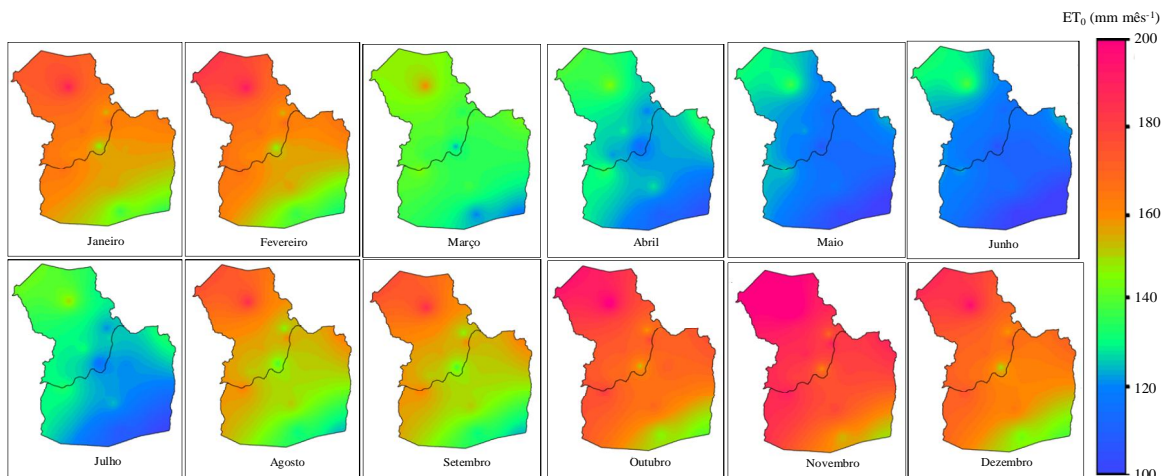 ET₀ (mm mês⁻¹)
200
180
160
140
120
100
Janeiro
Fevereiro
Março
Abril
Maio
Junho
Julho
Agosto
Setembro
Outubro
Novembro
Dezembro